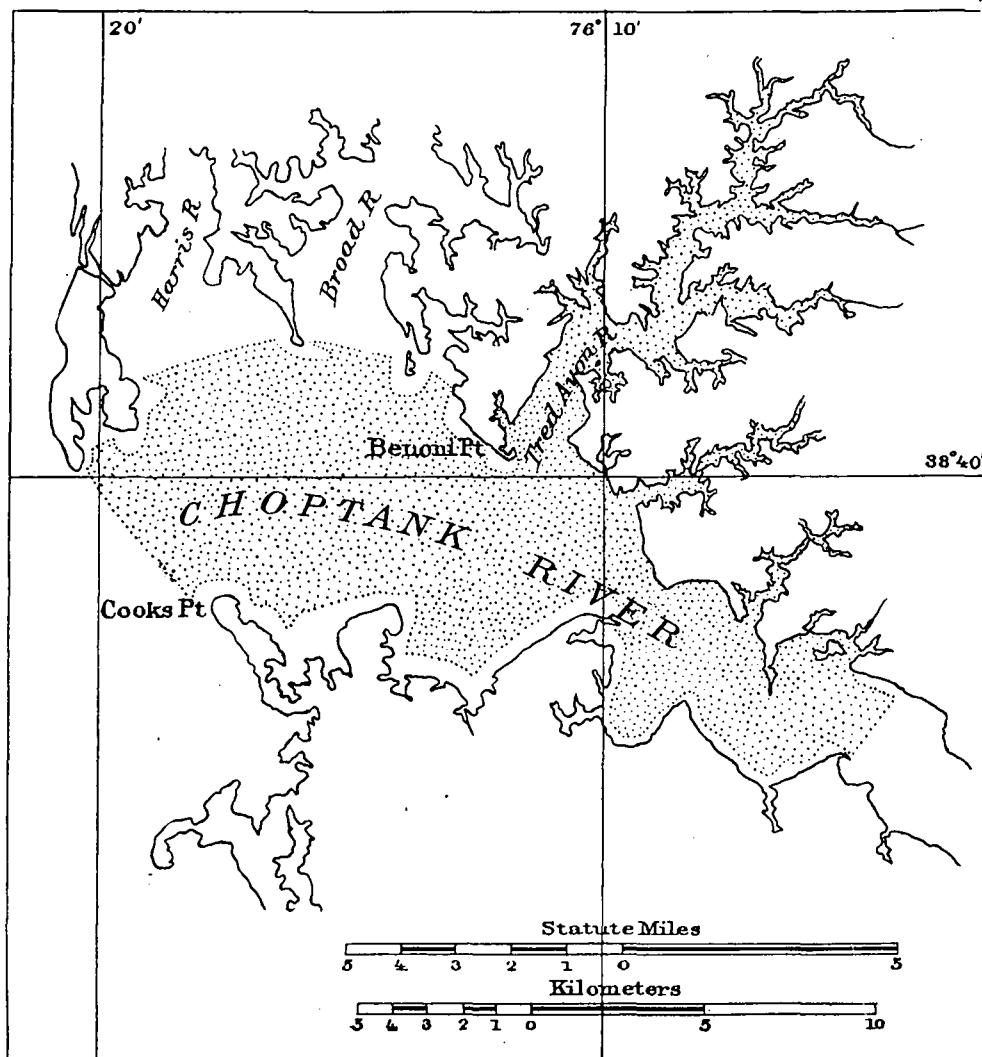 20'
76° 10'
Harris R
Broad R
Tred Avon R.
Benoni Pt
38°40'
CHOPTANK RIVER
Cooks Pt
Statute Miles
5 4 3 2 1 0 5
Kilometers
5 4 3 2 1 0 5 10